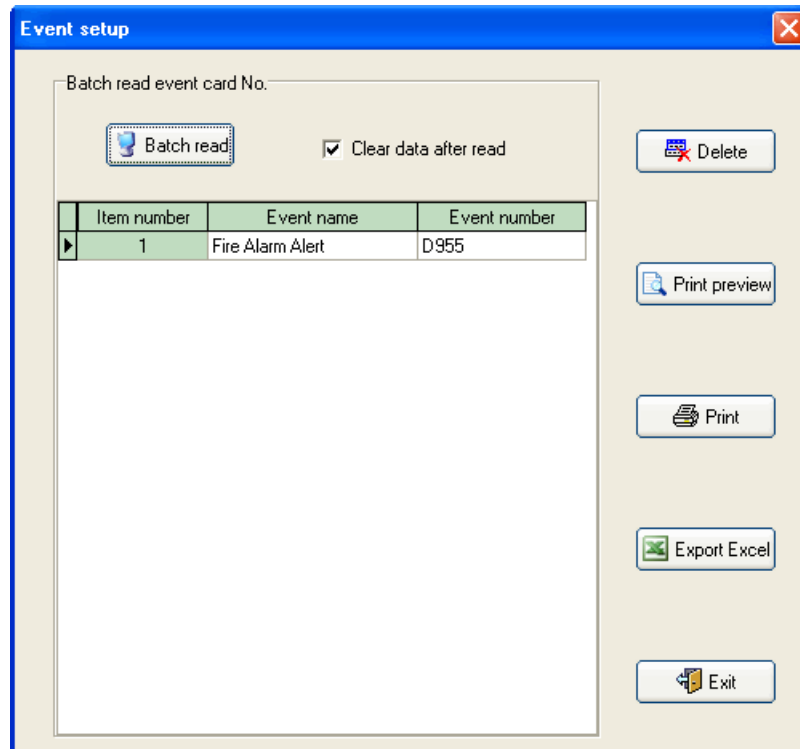 Event setup
Batch read event card No.
Batch read
Clear data after read
Item number Event name Event number
1 Fire Alarm Alert D955
Delete
Print preview
Print
Export Excel
Exit